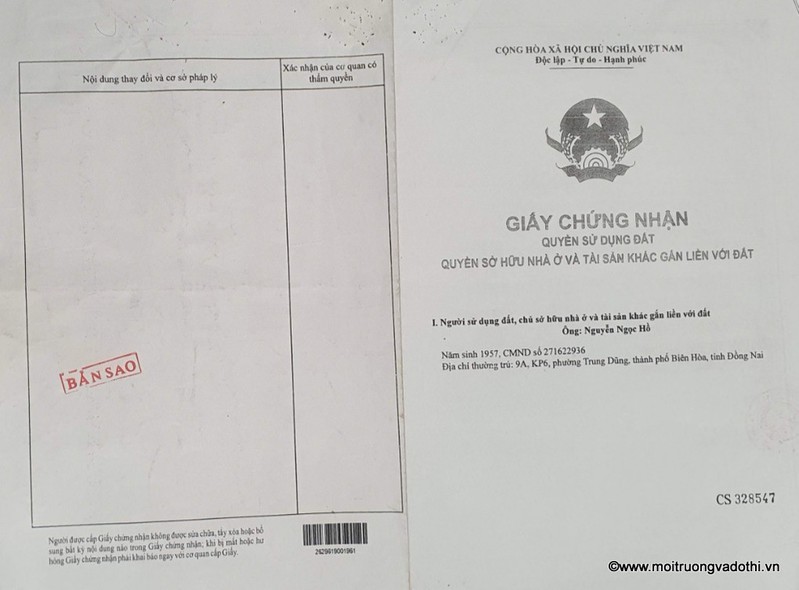 Nội dung thay đổi và cơ sở pháp lý
Xác nhận của cơ quan có
thẩm quyền
BẢN SAO
Người được cấp Giấy chứng nhận không được sửa chữa, tẩy xóa hoặc bổ
sung bất kỳ nội dung nào trong Giấy chứng nhận; khi bị mất hoặc hư
hỏng Giấy chứng nhận phải khai báo ngay với cơ quan cấp Giấy.
2629819001961
CỘNG HÒA XÃ HỘI CHỦ NGHĨA VIỆT NAM
Độc lập - Tự do - Hạnh phúc
GIẤY CHỨNG NHẬN
QUYỀN SỬ DỤNG ĐẤT
QUYỀN SỞ HỮU NHÀ Ở VÀ TÀI SẢN KHÁC GẮN LIỀN VỚI ĐẤT
I. Người sử dụng đất, chủ sở hữu nhà ở và tài sản khác gắn liền với đất
Ông: Nguyễn Ngọc Hồ
Năm sinh 1957, CMND số 271622936
Địa chỉ thường trú: 9A, KP6, phường Trung Dũng, thành phố Biên Hòa, tỉnh Đồng Nai
CS 328547
©www.moitruongvadothi.vn